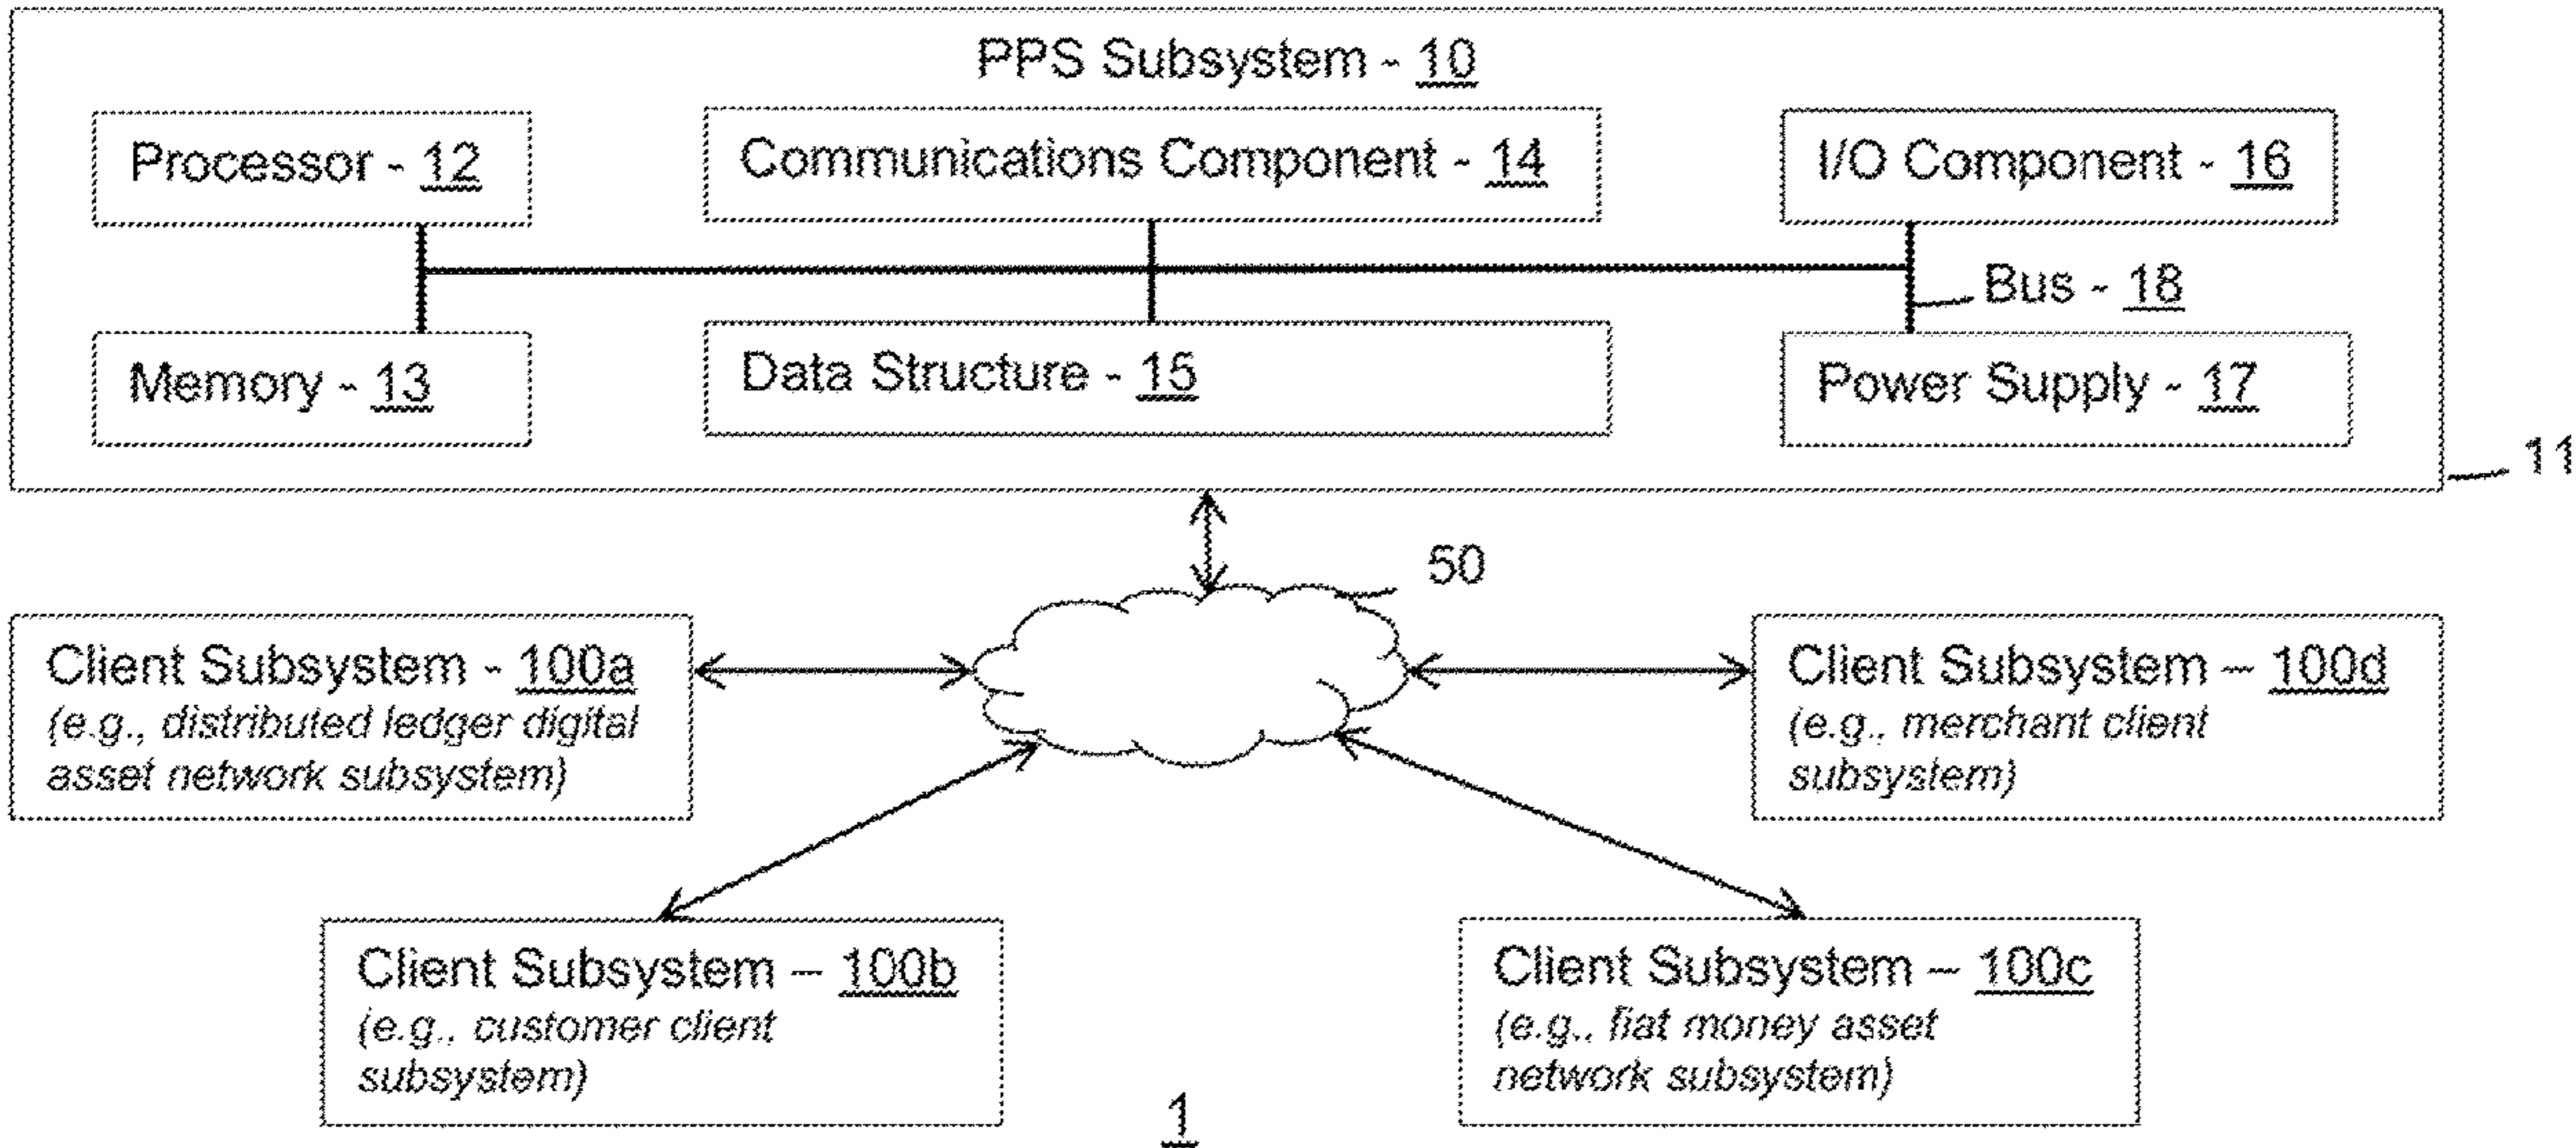 PPS Subsystem - 10
Processor - 12
Communications Component - 14
I/O Component - 16
Bus - 18
Memory - 13
Data Structure - 15
Power Supply - 17
11
50
Client Subsystem - 100a
(e.g., distributed ledger digital
asset network subsystem)
Client Subsystem – 100d
(e.g., merchant client
subsystem)
Client Subsystem – 100b
(e.g., customer client
subsystem)
Client Subsystem – 100c
(e.g., fiat money asset
network subsystem)
1